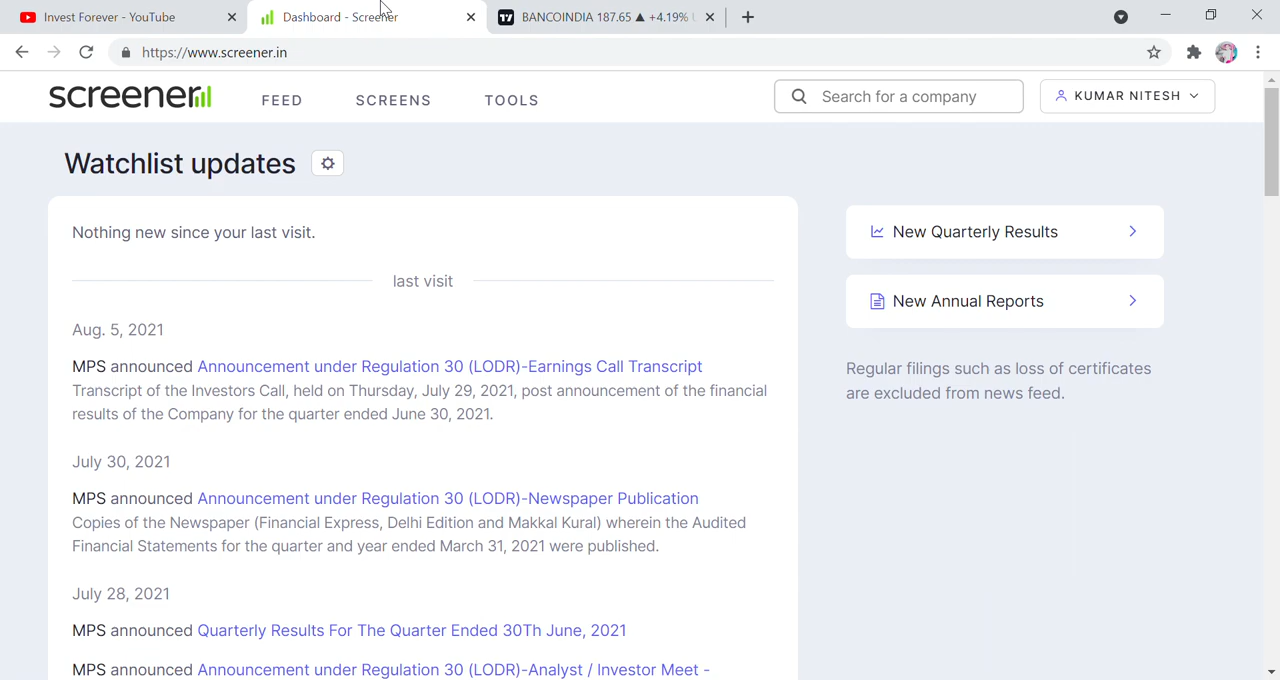 Invest Forever - YouTube
Dashboard - Screener
BANCOINDIA 187.65 ▲ +4.19%
https://www.screener.in
screener
FEED
SCREENS
TOOLS
Search for a company
KUMAR NITESH
Watchlist updates
Nothing new since your last visit.
last visit
Aug. 5, 2021
MPS announced Announcement under Regulation 30 (LODR)-Earnings Call Transcript
Transcript of the Investors Call, held on Thursday, July 29, 2021, post announcement of the financial
results of the Company for the quarter ended June 30, 2021.
July 30, 2021
MPS announced Announcement under Regulation 30 (LODR)-Newspaper Publication
Copies of the Newspaper (Financial Express, Delhi Edition and Makkal Kural) wherein the Audited
Financial Statements for the quarter and year ended March 31, 2021 were published.
July 28, 2021
MPS announced Quarterly Results For The Quarter Ended 30Th June, 2021
MPS announced Announcement under Regulation 30 (LODR)-Analyst / Investor Meet -
New Quarterly Results
New Annual Reports
Regular filings such as loss of certificates
are excluded from news feed.